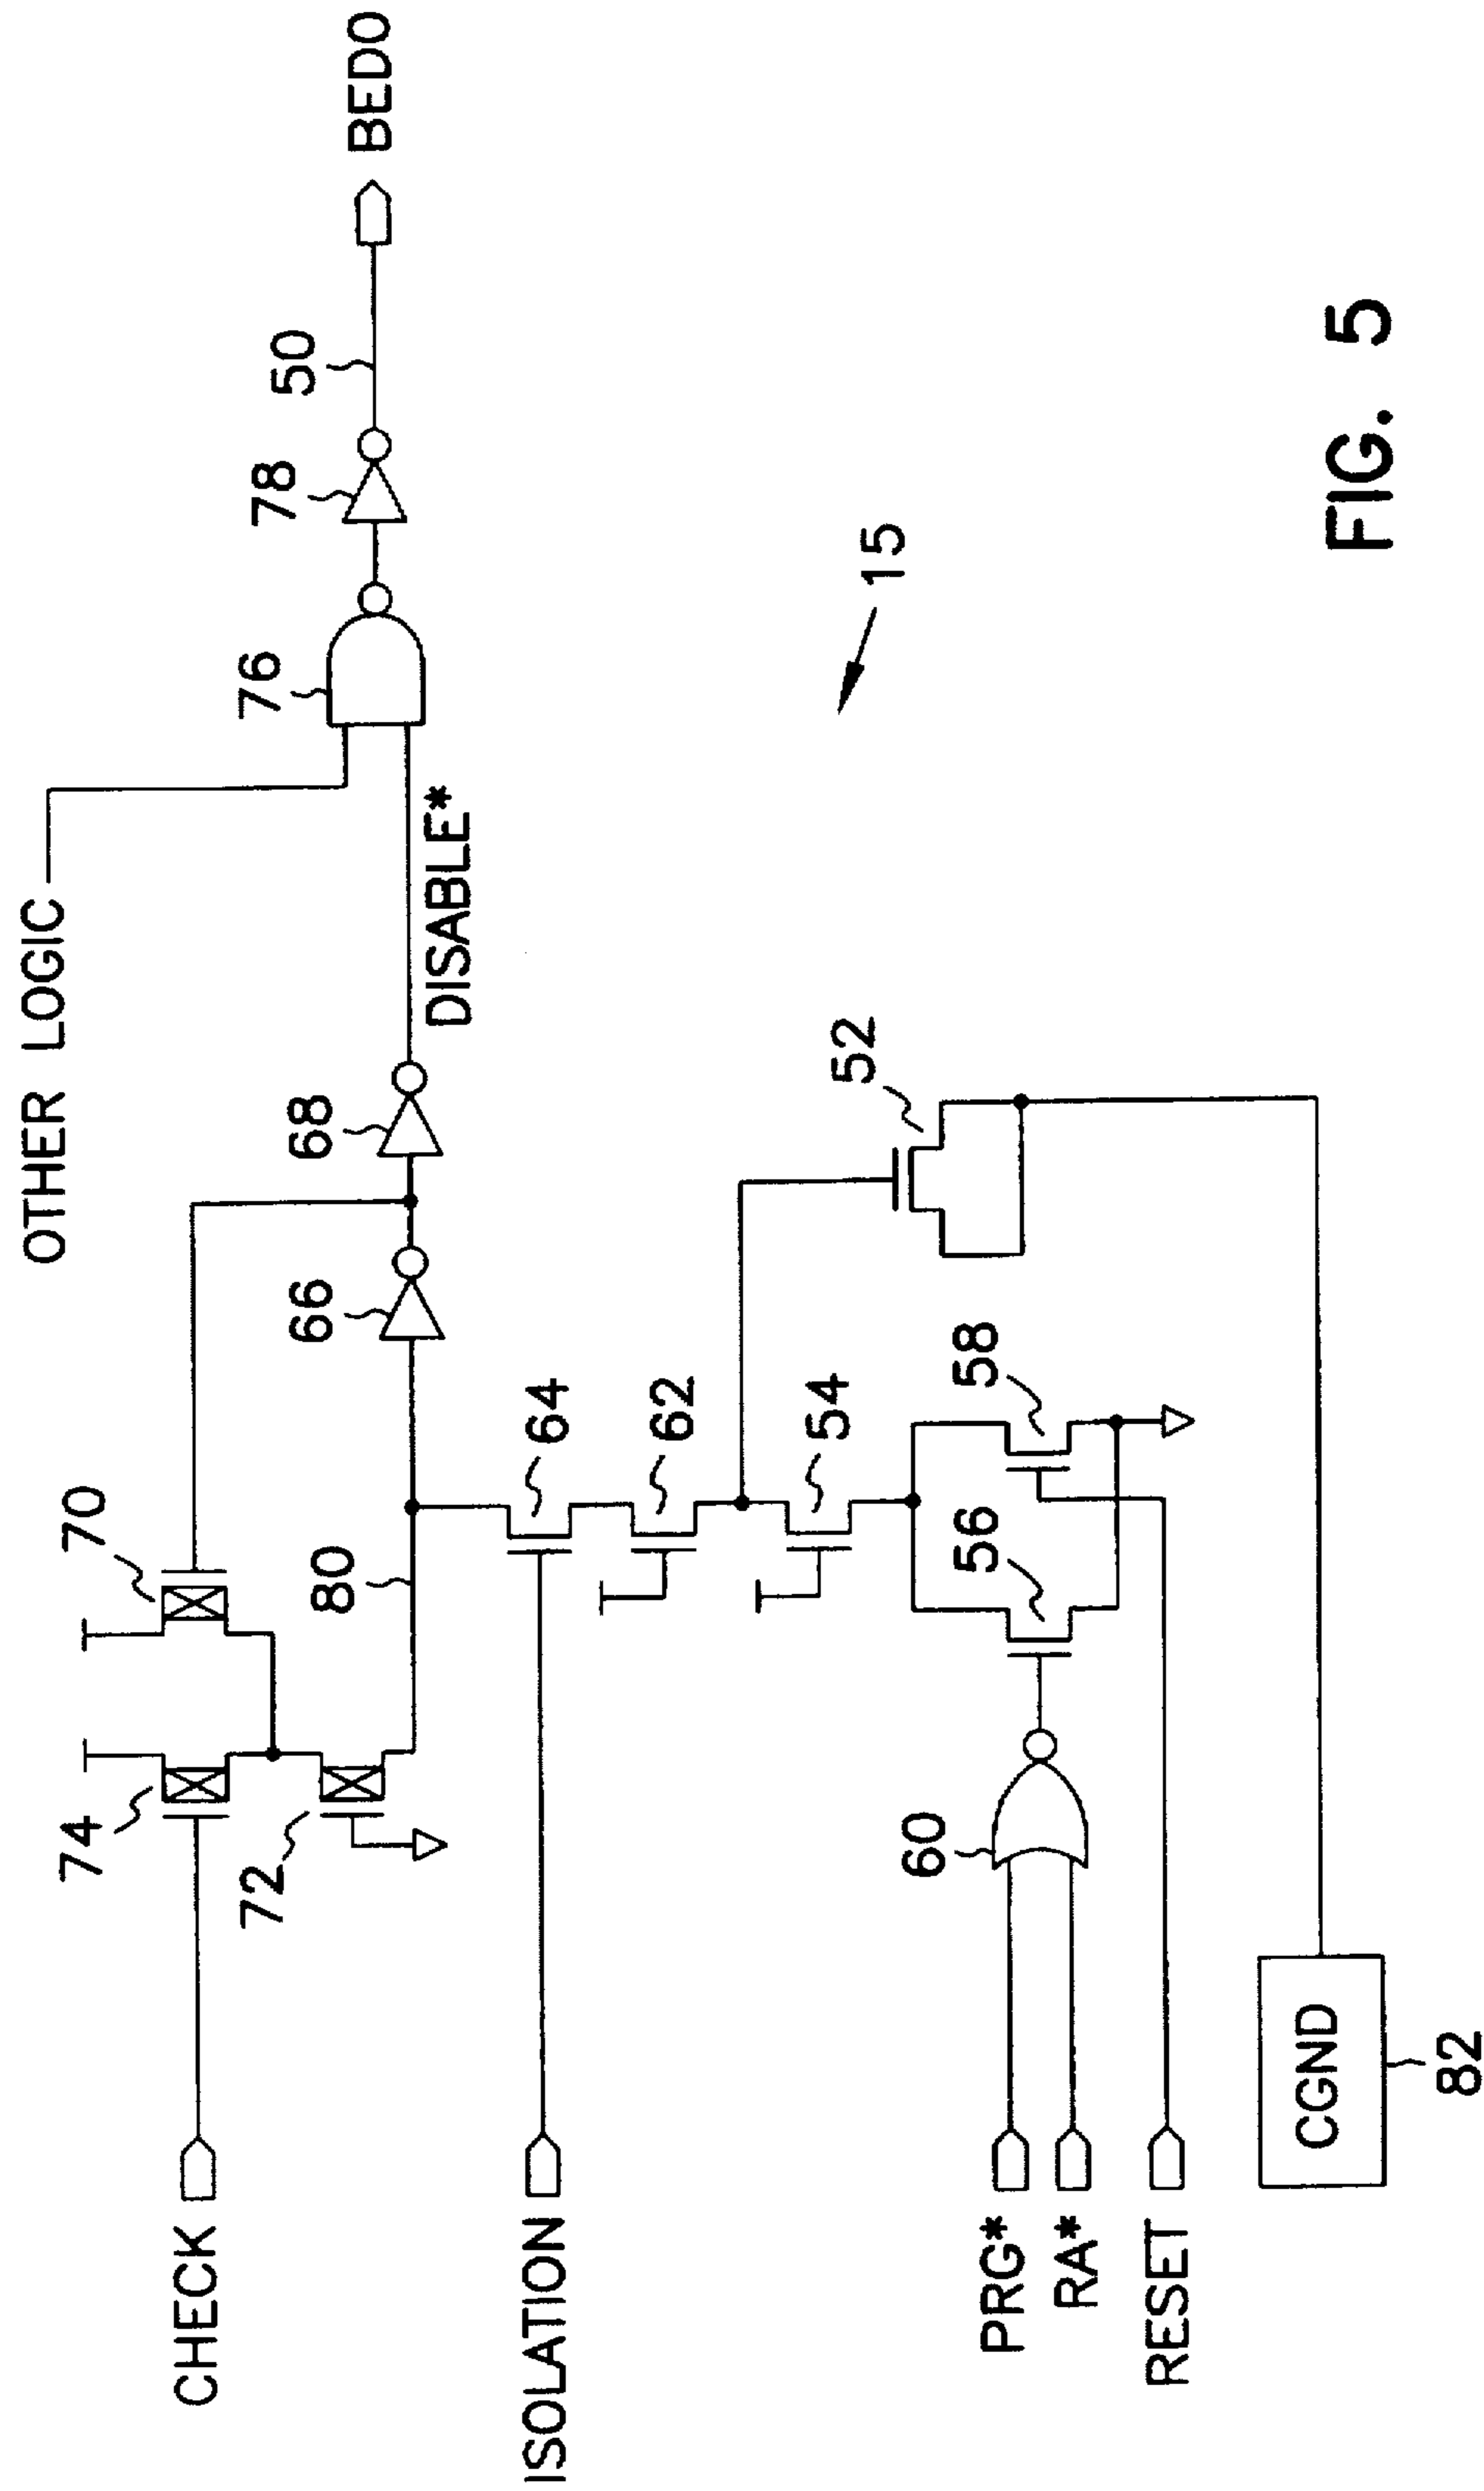 OTHER LOGIC
CHECK
74
70
72
80
66
68
DISABLE*
76
78
50
BEDO
ISOLATION
64
62
54
52
15
PRG*
RA*
RESET
60
56
58
CGND
82
FIG. 5